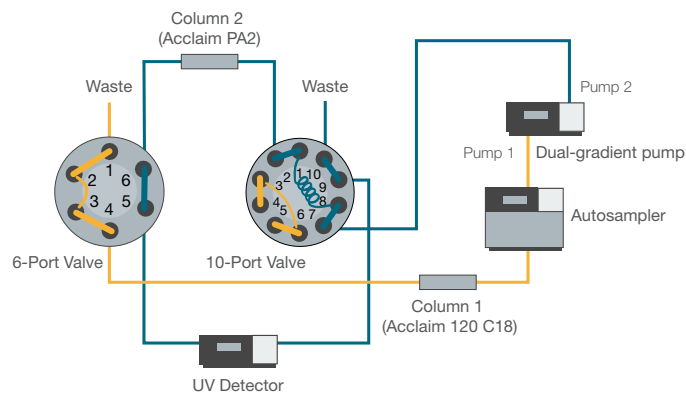 Column 2
(Acclaim PA2)
Waste
Waste
Pump 2
Pump 1
Dual-gradient pump
1
2
3
4
5
6
6-Port Valve
1
2
3
4
5
6
7
8
9
10
10-Port Valve
Autosampler
Column 1
(Acclaim 120 C18)
UV Detector